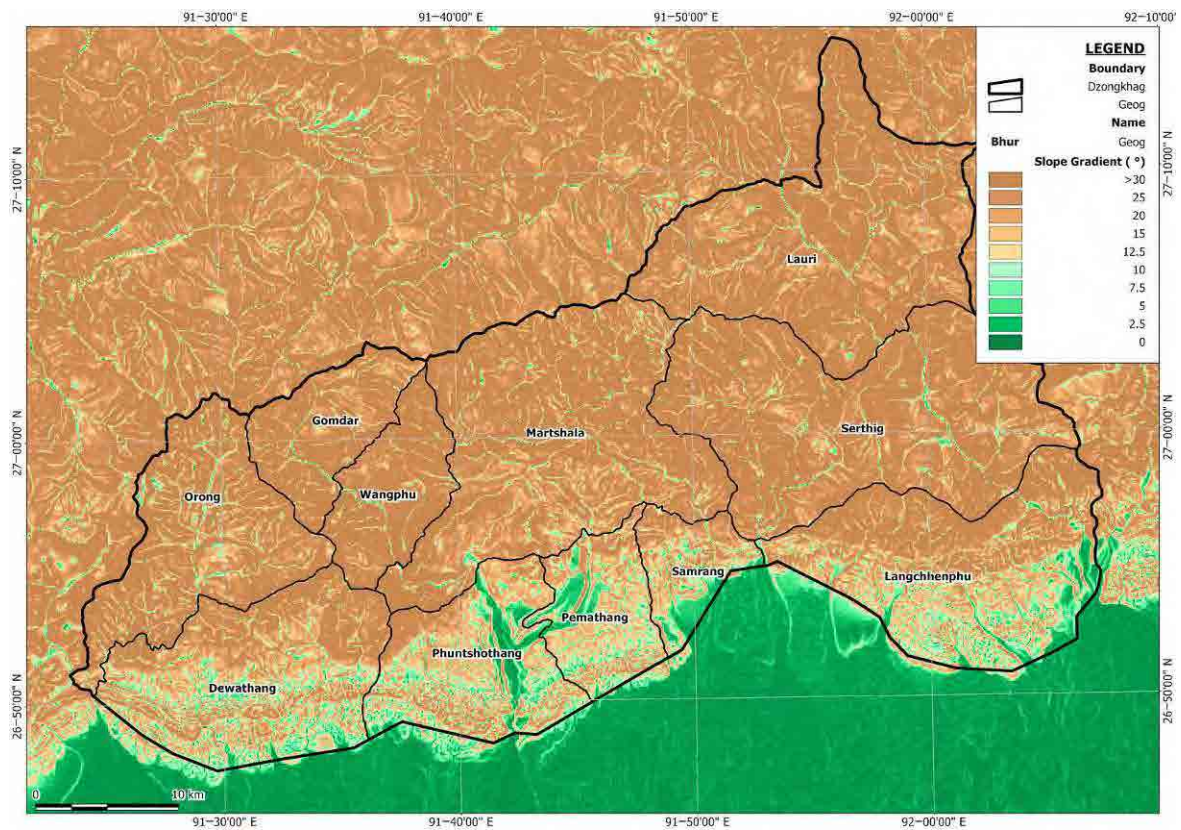 91–30'00" E
91–40'00" E
91–50'00" E
92–00'00" E
92–10'00" E
LEGEND
Boundary
Dzongkhag
Geog
Name
Bhur Geog
Slope Gradient ( °)
>30
25
20
15
12.5
10
7.5
5
2.5
0
27–10'00" N
27–10'00" N
Lauri
Gomdar
Martshala
Serthig
27–00'00" N
27–00'00" N
Orong
Wangphu
Samrang
Langchhenphu
Pemathang
Phuntshothang
Dewathang
26–50'00" N
26–50'00" N
0 10 km
91–30'00" E
91–40'00" E
91–50'00" E
92–00'00" E